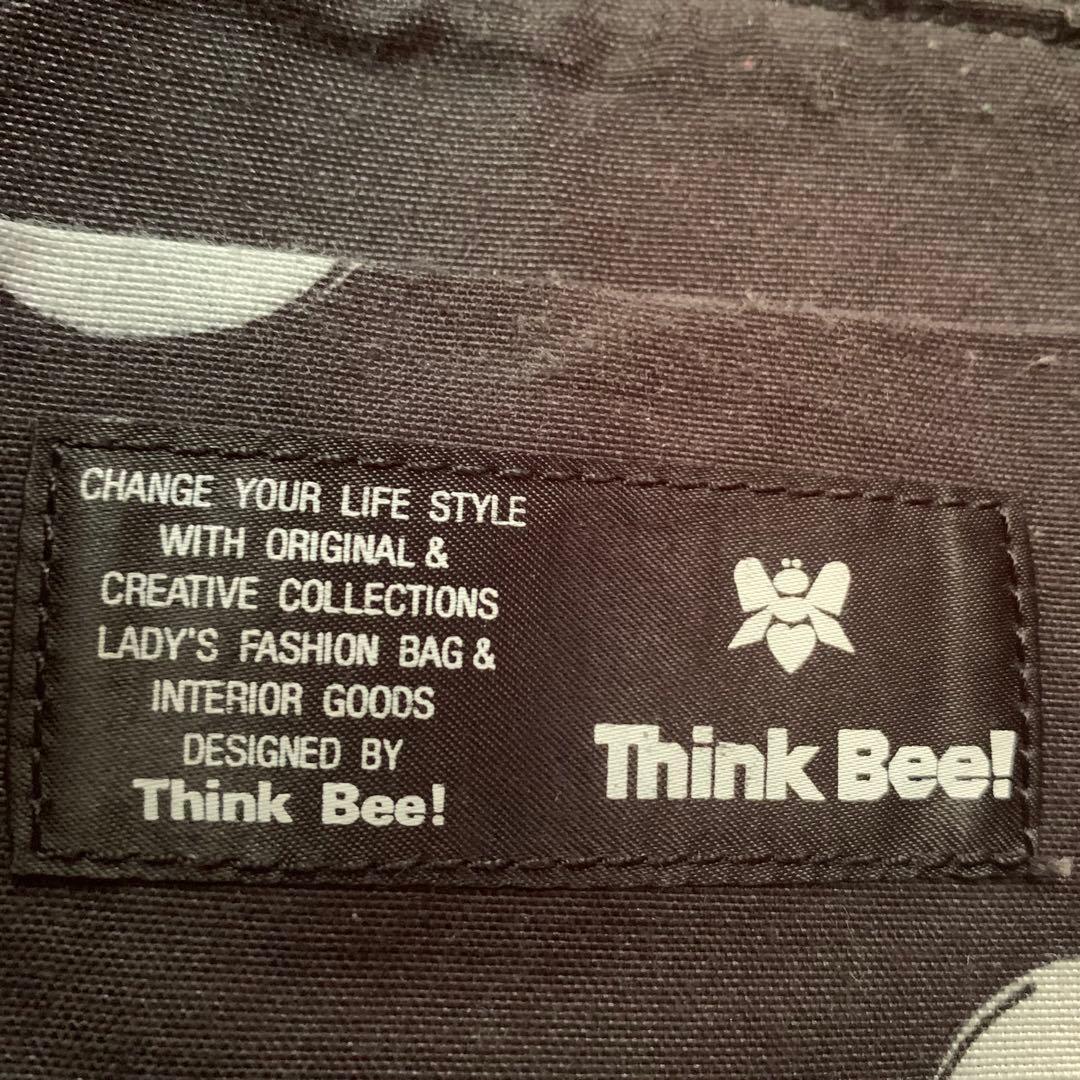 CHANGE YOUR LIFE STYLE
WITH ORIGINAL &
CREATIVE COLLECTIONS
LADY'S FASHION BAG &
INTERIOR GOODS
DESIGNED BY
Think Bee!
Think Bee!